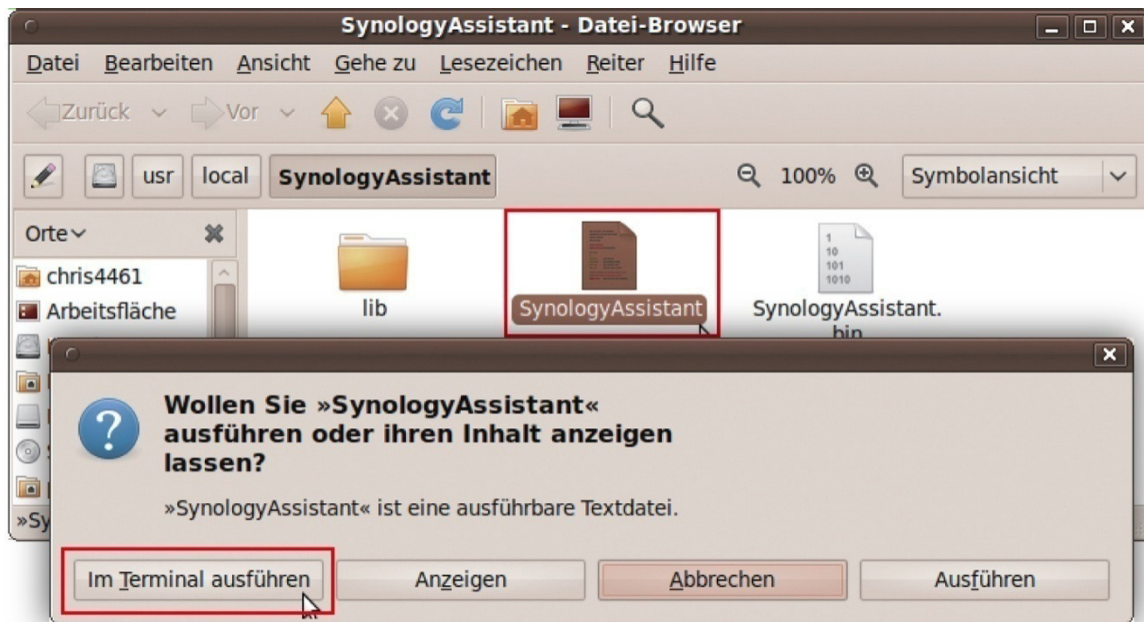 SynologyAssistant - Datei-Browser
Datei Bearbeiten Ansicht Gehe zu Lesezeichen Reiter Hilfe
Zurück Vor
usr local SynologyAssistant 100% Symbolansicht
Orte
chris4461
Arbeitsfläche
lib
SynologyAssistant
1
10
101
1010
SynologyAssistant.
bin
»Sy
Wollen Sie »SynologyAssistant«
ausführen oder ihren Inhalt anzeigen
lassen?
»SynologyAssistant« ist eine ausführbare Textdatei.
Im Terminal ausführen Anzeigen Abbrechen Ausführen